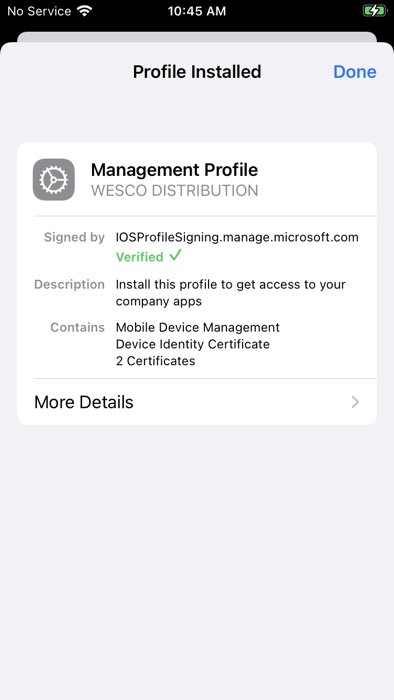 No Service 10:45 AM
Profile Installed Done
Management Profile
WESCO DISTRIBUTION
Signed by IOSProfileSigning.manage.microsoft.com
Verified
Description Install this profile to get access to your
company apps
Contains Mobile Device Management
Device Identity Certificate
2 Certificates
More Details